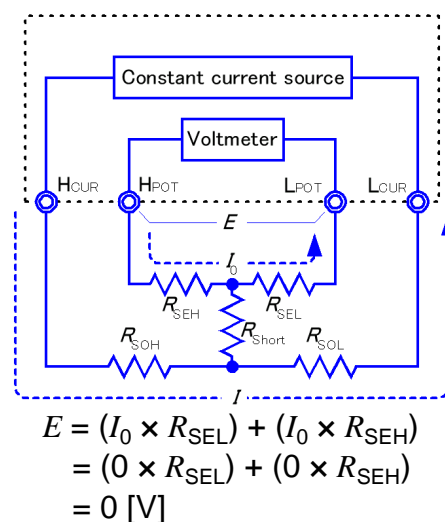 Constant current source
Voltmeter
HCUR HPOT LPOT LCUR
E
I0
RSEH RSEL
RSOH RShort RSOL
I
E = (I0 × RSEL) + (I0 × RSEH)
= (0 × RSEL) + (0 × RSEH)
= 0 [V]